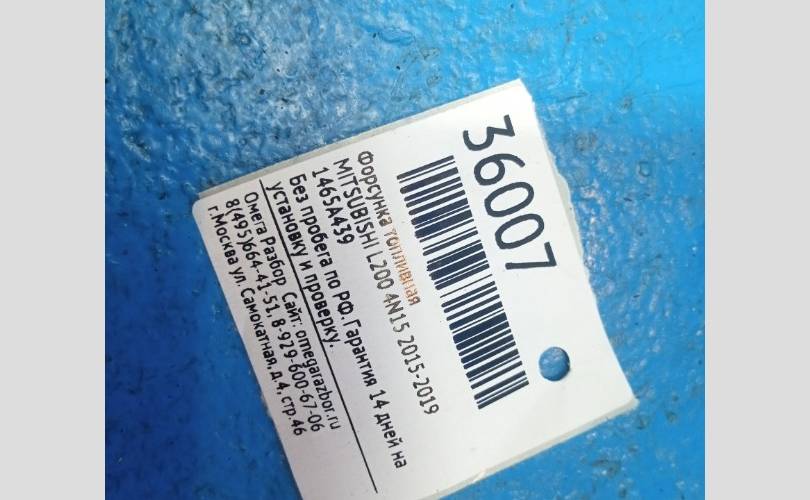 36007
Форсунка топливная
MITSUBISHI L200 4N15 2015-2019
1465A439
Без пробега по РФ. Гарантия 14 дней на
установку и проверку.
Омега Разбор Сайт: omegarazbor.ru
8(495)664-41-51, 8-929-600-67-06
г.Москва ул. Самокатная, д.4, стр.46